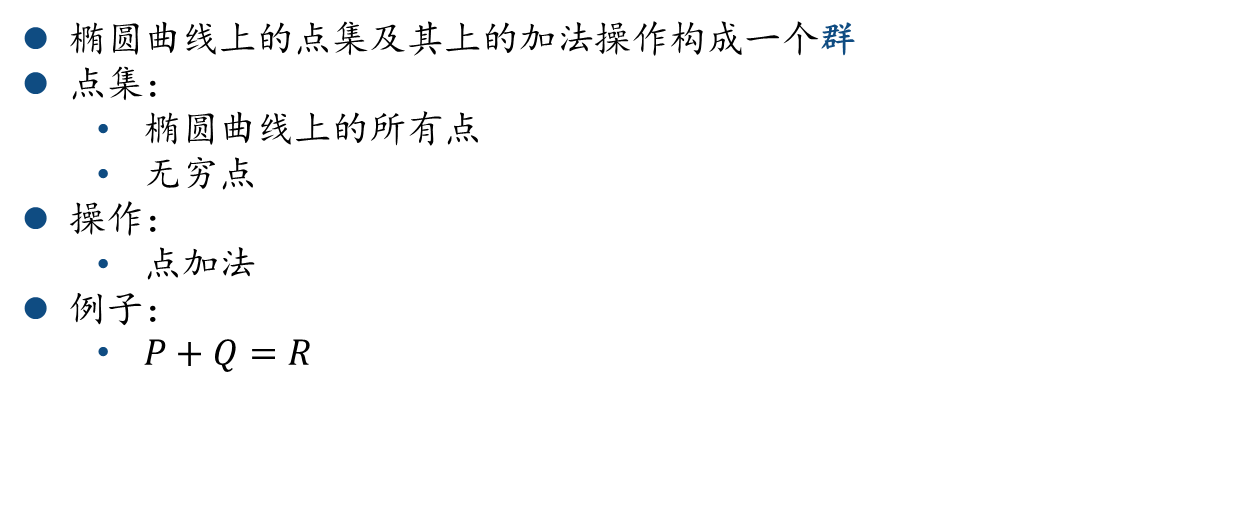 ● 椭圆曲线上的点集及其上的加法操作构成一个群
● 点集：
• 椭圆曲线上的所有点
• 无穷点
● 操作：
• 点加法
● 例子：
• P + Q = R